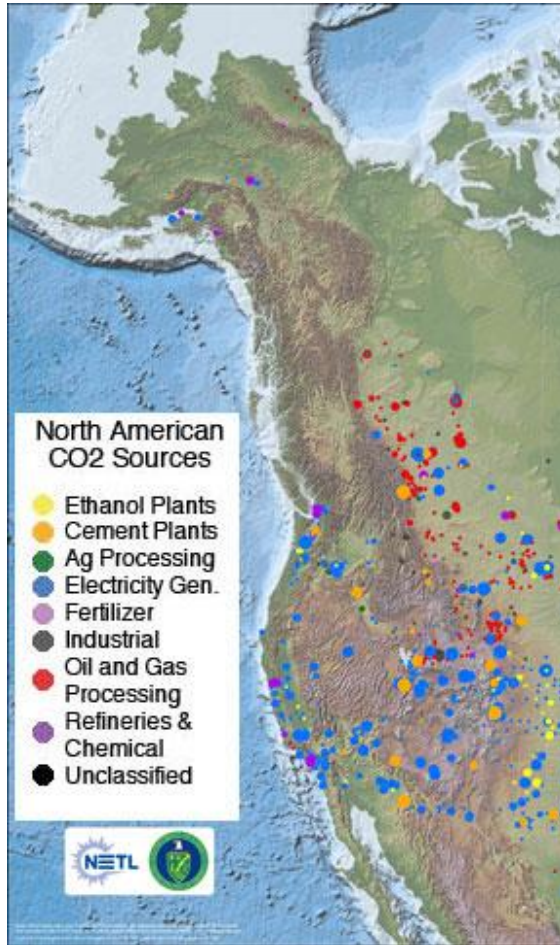 North American
CO2 Sources
Ethanol Plants
Cement Plants
Ag Processing
Electricity Gen.
Fertilizer
Industrial
Oil and Gas
Processing
Refineries &
Chemical
Unclassified
NETL